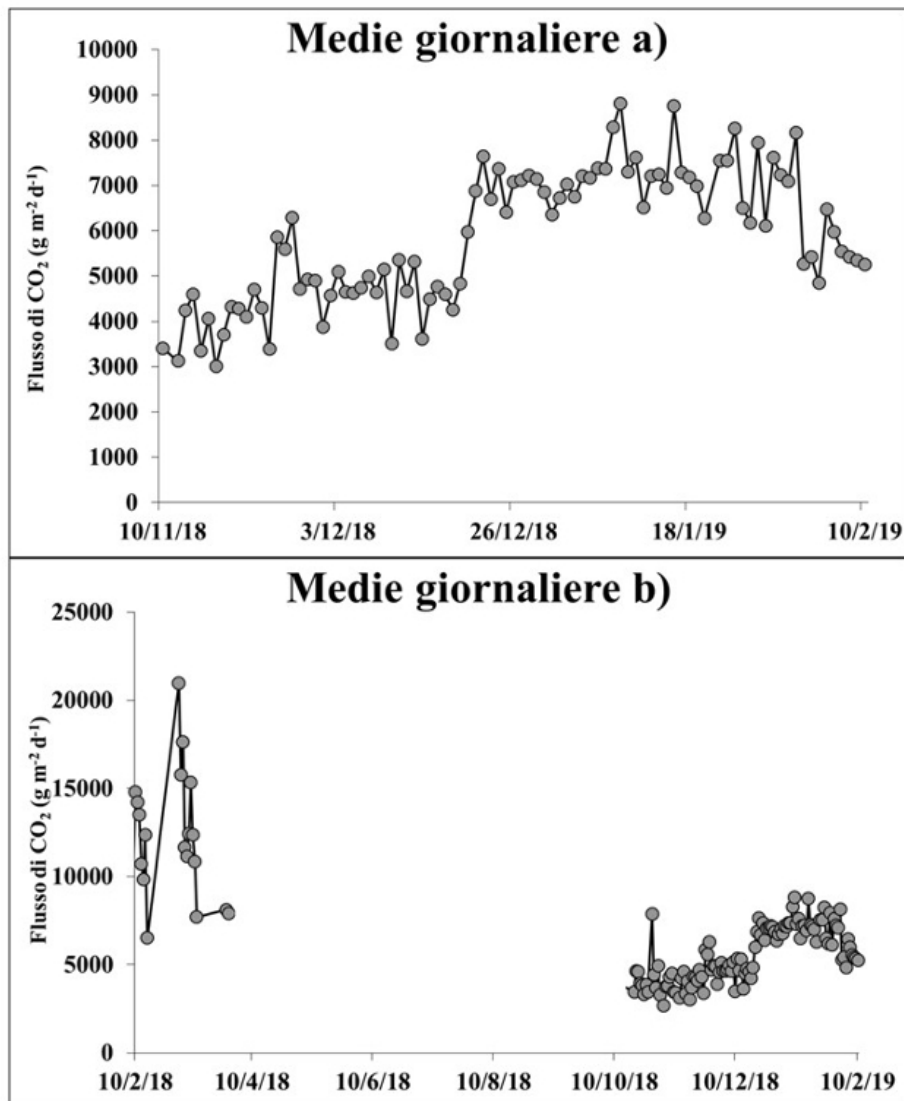 Medie giornaliere a)
Flusso di CO₂ (g m⁻² d⁻¹)
10000
9000
8000
7000
6000
5000
4000
3000
2000
1000
0
10/11/18 3/12/18 26/12/18 18/1/19 10/2/19
Medie giornaliere b)
Flusso di CO₂ (g m⁻² d⁻¹)
25000
20000
15000
10000
5000
0
10/2/18 10/4/18 10/6/18 10/8/18 10/10/18 10/12/18 10/2/19